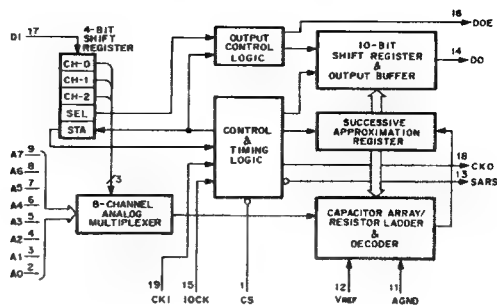 4-BIT
SHIFT
REGISTER
DI 17
CH-0
CH-1
CH-2
SEL
STA
OUTPUT
CONTROL
LOGIC
10-BIT
SHIFT REGISTER
&
OUTPUT BUFFER
16
DOE
14
DO
CONTROL
&
TIMING
LOGIC
SUCCESSIVE
APPROXIMATION
REGISTER
18
CKO
13
SARS
3
A7 9
A6 8
A5 7
A4 6
A3 5
A2 4
A1 3
A0 2
8-CHANNEL
ANALOG
MULTIPLEXER
CAPACITOR ARRAY/
RESISTOR LADDER
&
DECODER
19
CKI
15
IOCK
1
CS
12
VREF
11
AGND